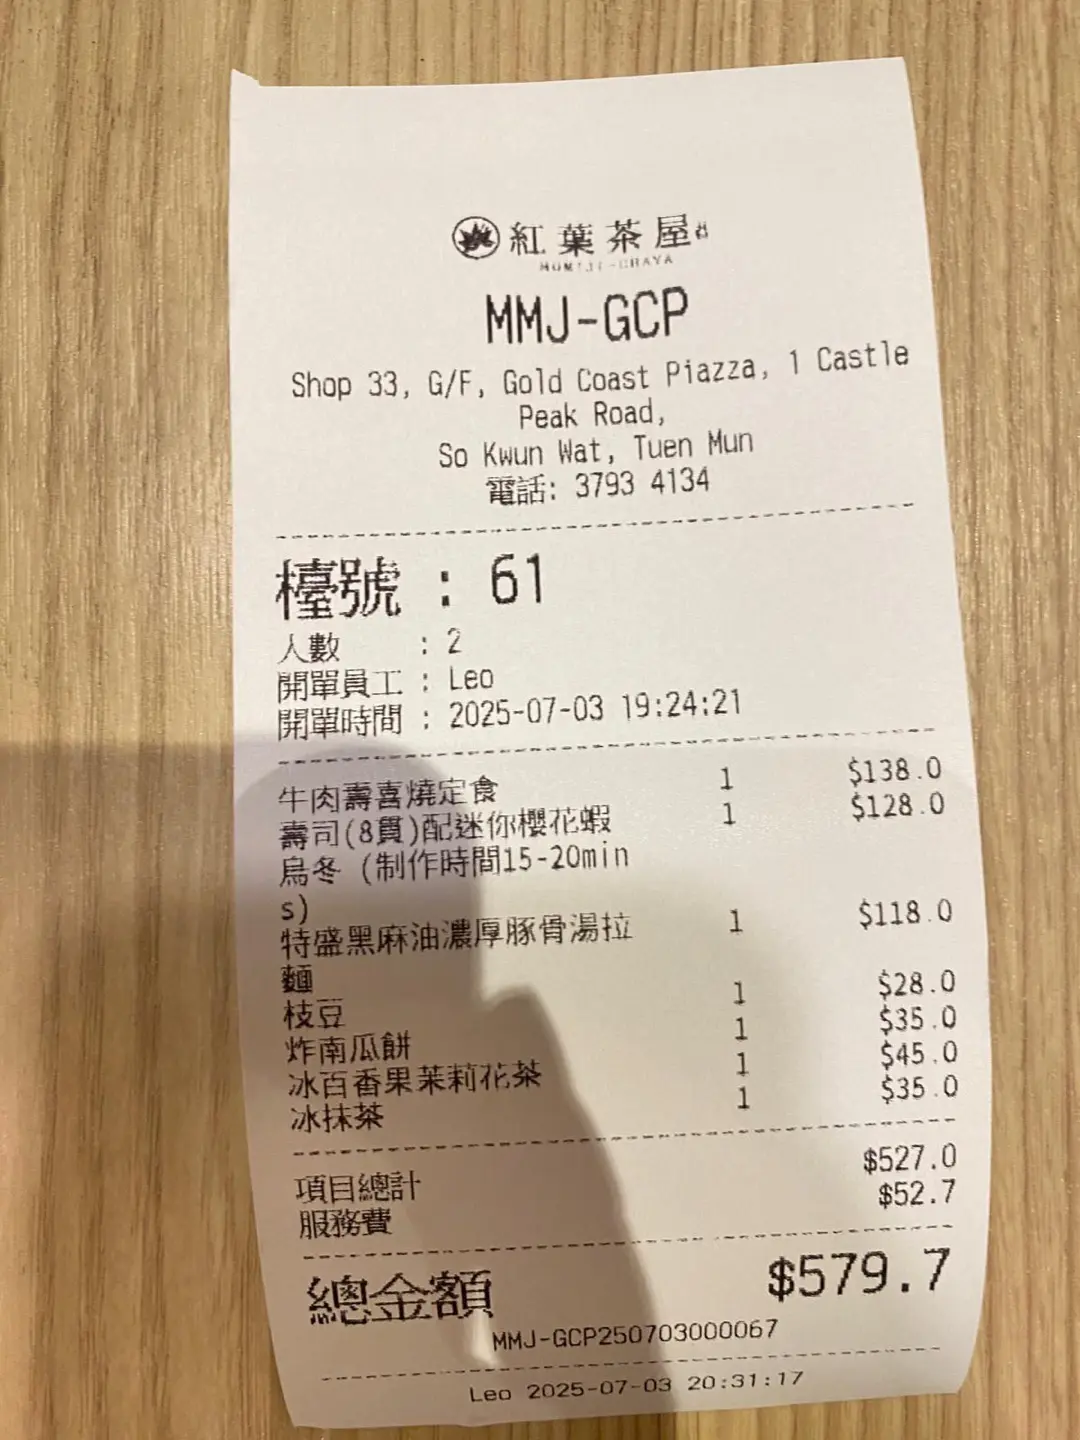 紅葉茶屋
MOMIJI-CHAYA
MMJ-GCP
Shop 33, G/F, Gold Coast Piazza, 1 Castle
Peak Road,
So Kwun Wat, Tuen Mun
電話: 3793 4134
檯號 : 61
人數 : 2
開單員工 : Leo
開單時間 : 2025-07-03 19:24:21
牛肉壽喜燒定食 1 $138.0
壽司(8貫)配迷你櫻花蝦 1 $128.0
烏冬 (制作時間15-20min
s)
特盛黑麻油濃厚豚骨湯拉 1 $118.0
麵
枝豆 1 $28.0
炸南瓜餅 1 $35.0
冰百香果茉莉花茶 1 $45.0
冰抹茶 1 $35.0
項目總計 $527.0
服務費 $52.7
總金額 $579.7
MMJ-GCP250703000067
Leo 2025-07-03 20:31:17